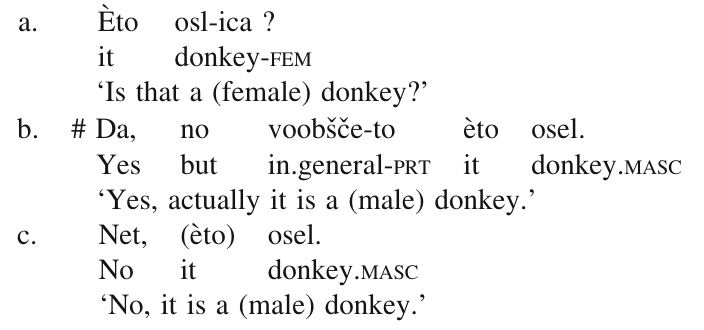 a. Èto osl-ica ?
it donkey-FEM
‘Is that a (female) donkey?’
b. # Da, no voobšče-to èto osel.
Yes but in.general-PRT it donkey.MASC
‘Yes, actually it is a (male) donkey.’
c. Net, (èto) osel.
No it donkey.MASC
‘No, it is a (male) donkey.’